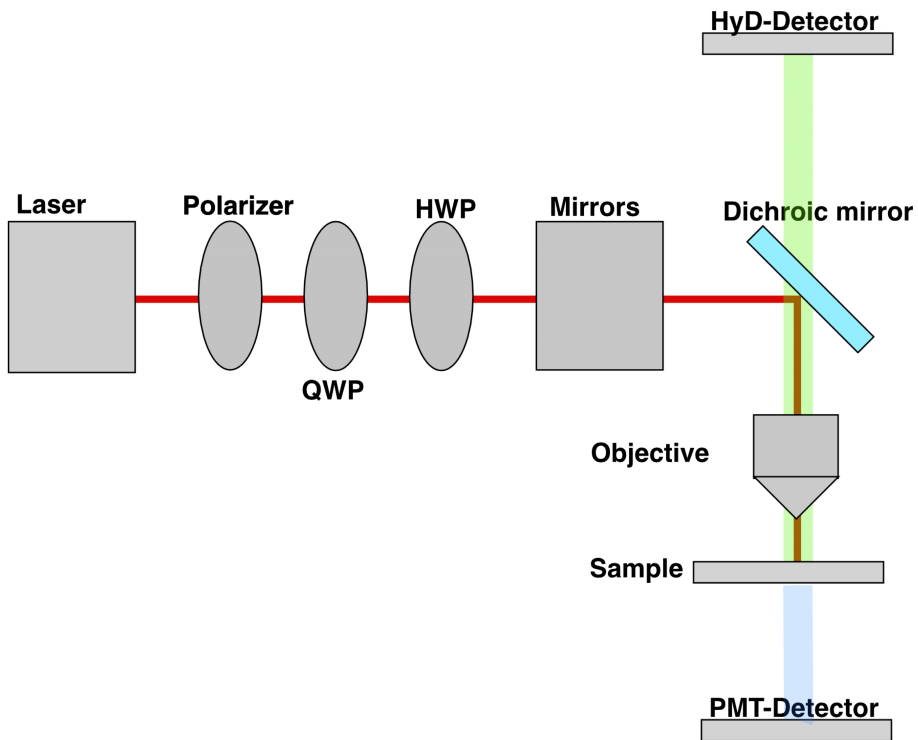 HyD-Detector
Laser
Polarizer
HWP
Mirrors
Dichroic mirror
QWP
Objective
Sample
PMT-Detector